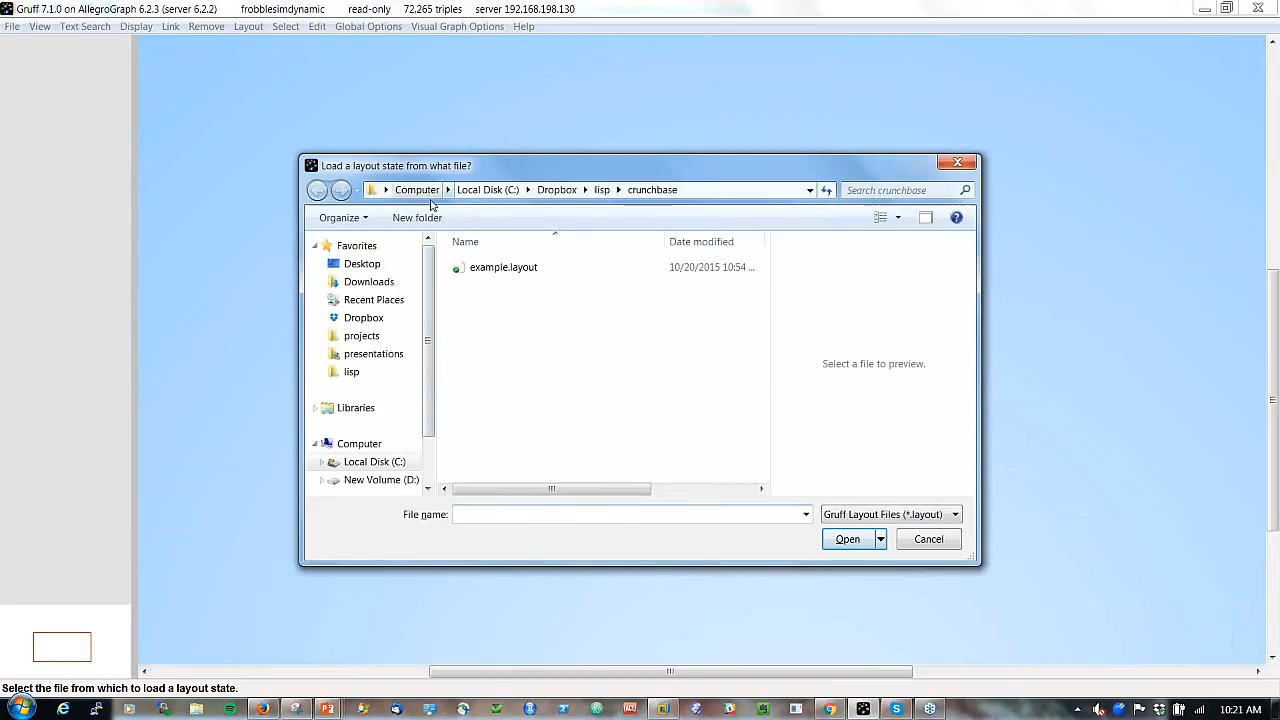 Gruff 7.1.0 on AllegroGraph 6.2.3 (server 6.2.2) frobblesimdynamic read-only 72,265 triples server 192.168.198.130
File View Text Search Display Link Remove Layout Select Edit Global Options Visual Graph Options Help
Load a layout state from what file?
Computer Local Disk (C:) Dropbox lisp crunchbase Search crunchbase
Organize New folder
Name Date modified
Favorites
Desktop
example.layout 10/20/2015 10:54 ...
Downloads
Recent Places
Dropbox
projects
presentations
lisp
Select a file to preview.
Libraries
Computer
Local Disk (C:)
New Volume (D:)
File name: Gruff Layout Files (*.layout)
Open Cancel
Select the file from which to load a layout state.
10:21 AM